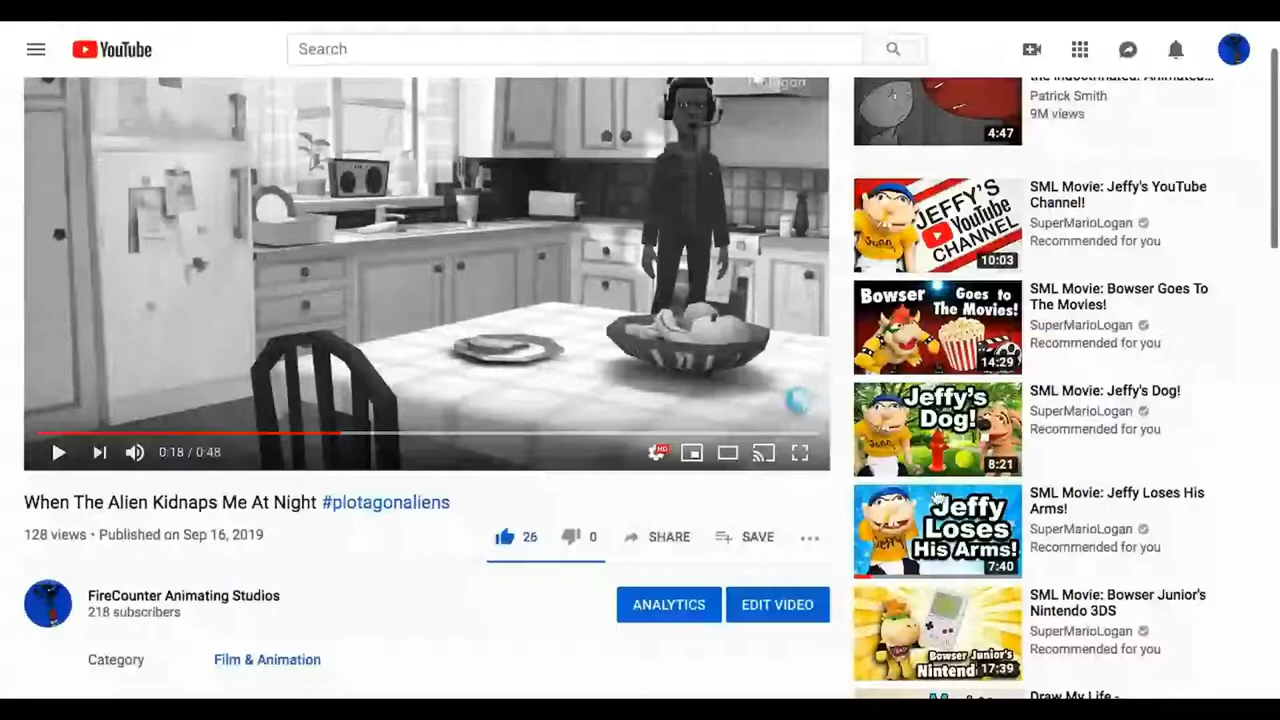 YouTube
Search
Plotagon
0:18 / 0:48
HD
When The Alien Kidnaps Me At Night #plotagonaliens
128 views • Published on Sep 16, 2019
26
0
SHARE
SAVE
FireCounter Animating Studios
218 subscribers
ANALYTICS
EDIT VIDEO
Category
Film & Animation
the Indoctrinated. Animated...
Patrick Smith
9M views
4:47
JEFFY'S
YouTube
CHANNEL
10:03
SML Movie: Jeffy's YouTube
Channel!
SuperMarioLogan
Recommended for you
Bowser Goes to
The Movies!
14:29
SML Movie: Bowser Goes To
The Movies!
SuperMarioLogan
Recommended for you
Jeffy's
Dog!
8:21
SML Movie: Jeffy's Dog!
SuperMarioLogan
Recommended for you
Jeffy
Loses
His Arms!
7:40
SML Movie: Jeffy Loses His
Arms!
SuperMarioLogan
Recommended for you
Bowser Junior's
Nintend
17:39
SML Movie: Bowser Junior's
Nintendo 3DS
SuperMarioLogan
Recommended for you
Draw My Life -